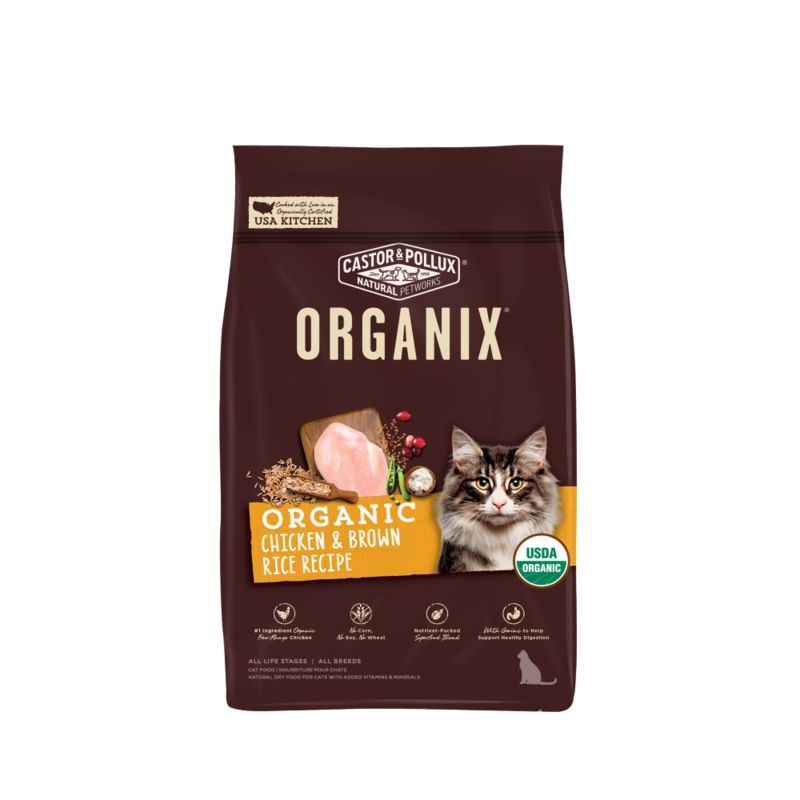 Cooked with Love in an
Organically Certified
USA KITCHEN
CASTOR & POLLUX®
Since 2000
NATURAL PETWORKS
ORGANIX®
ORGANIC
CHICKEN & BROWN
RICE RECIPE
USDA
ORGANIC
#1 Ingredient Organic
Free-Range Chicken
No Corn,
No Soy, No Wheat
Nutrient-Packed
Superfood Blend
With Grains to Help
Support Healthy Digestion
ALL LIFE STAGES | ALL BREEDS
CAT FOOD | NOURRITURE POUR CHATS
NATURAL DRY FOOD FOR CATS WITH ADDED VITAMINS & MINERALS